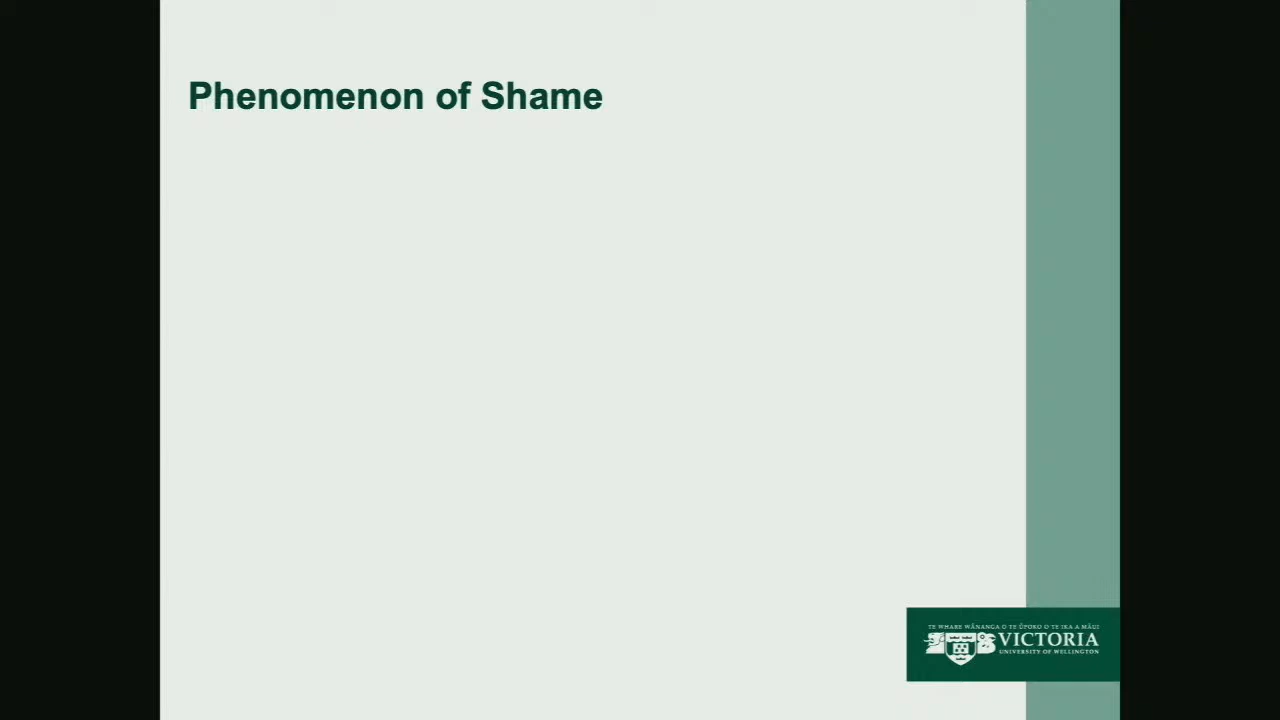 Phenomenon of Shame
TE WHARE WĀNANGA O TE ŪPOKO O TE IKA A MĀUI
VICTORIA
UNIVERSITY OF WELLINGTON